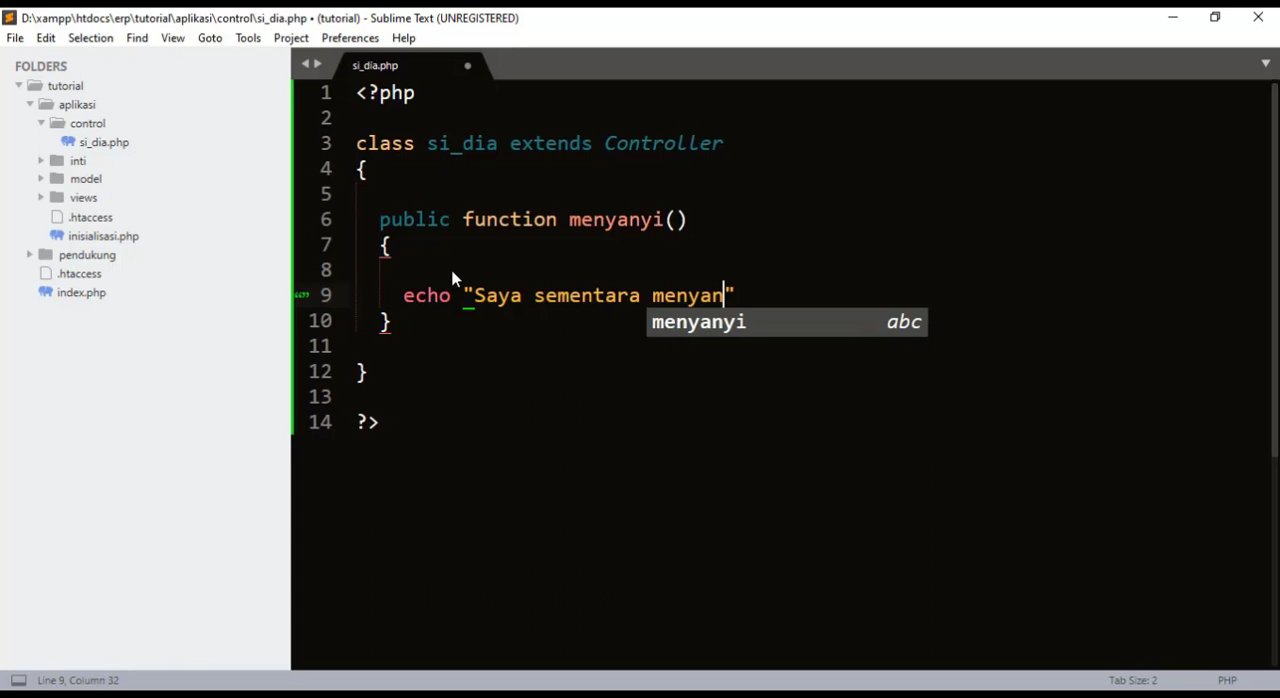 D:\xampp\htdocs\erp\tutorial\aplikasi\control\si_dia.php • (tutorial) - Sublime Text (UNREGISTERED)
File Edit Selection Find View Goto Tools Project Preferences Help
FOLDERS
tutorial
aplikasi
control
si_dia.php
inti
model
views
.htaccess
inisialisasi.php
pendukung
.htaccess
index.php
si_dia.php
1 <?php
2
3 class si_dia extends Controller
4 {
5
6 public function menyanyi()
7 {
8
9 echo "Saya sementara menyan"
menyanyi abc
10 }
11
12 }
13
14 ?>
Line 9, Column 32 Tab Size: 2 PHP